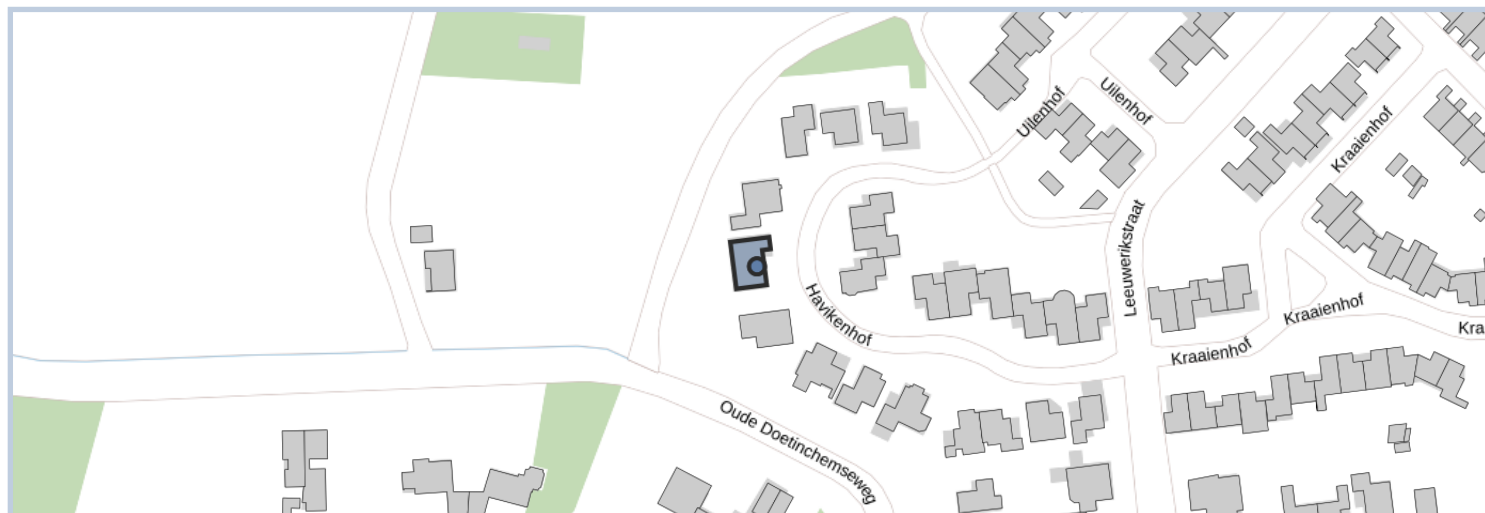 Uilenhof
Uilenhof
Kraaienhof
Leeuwerikstraat
Havikenhof
Kraaienhof
Kra
Kraaienhof
Oude Doetinchemseweg